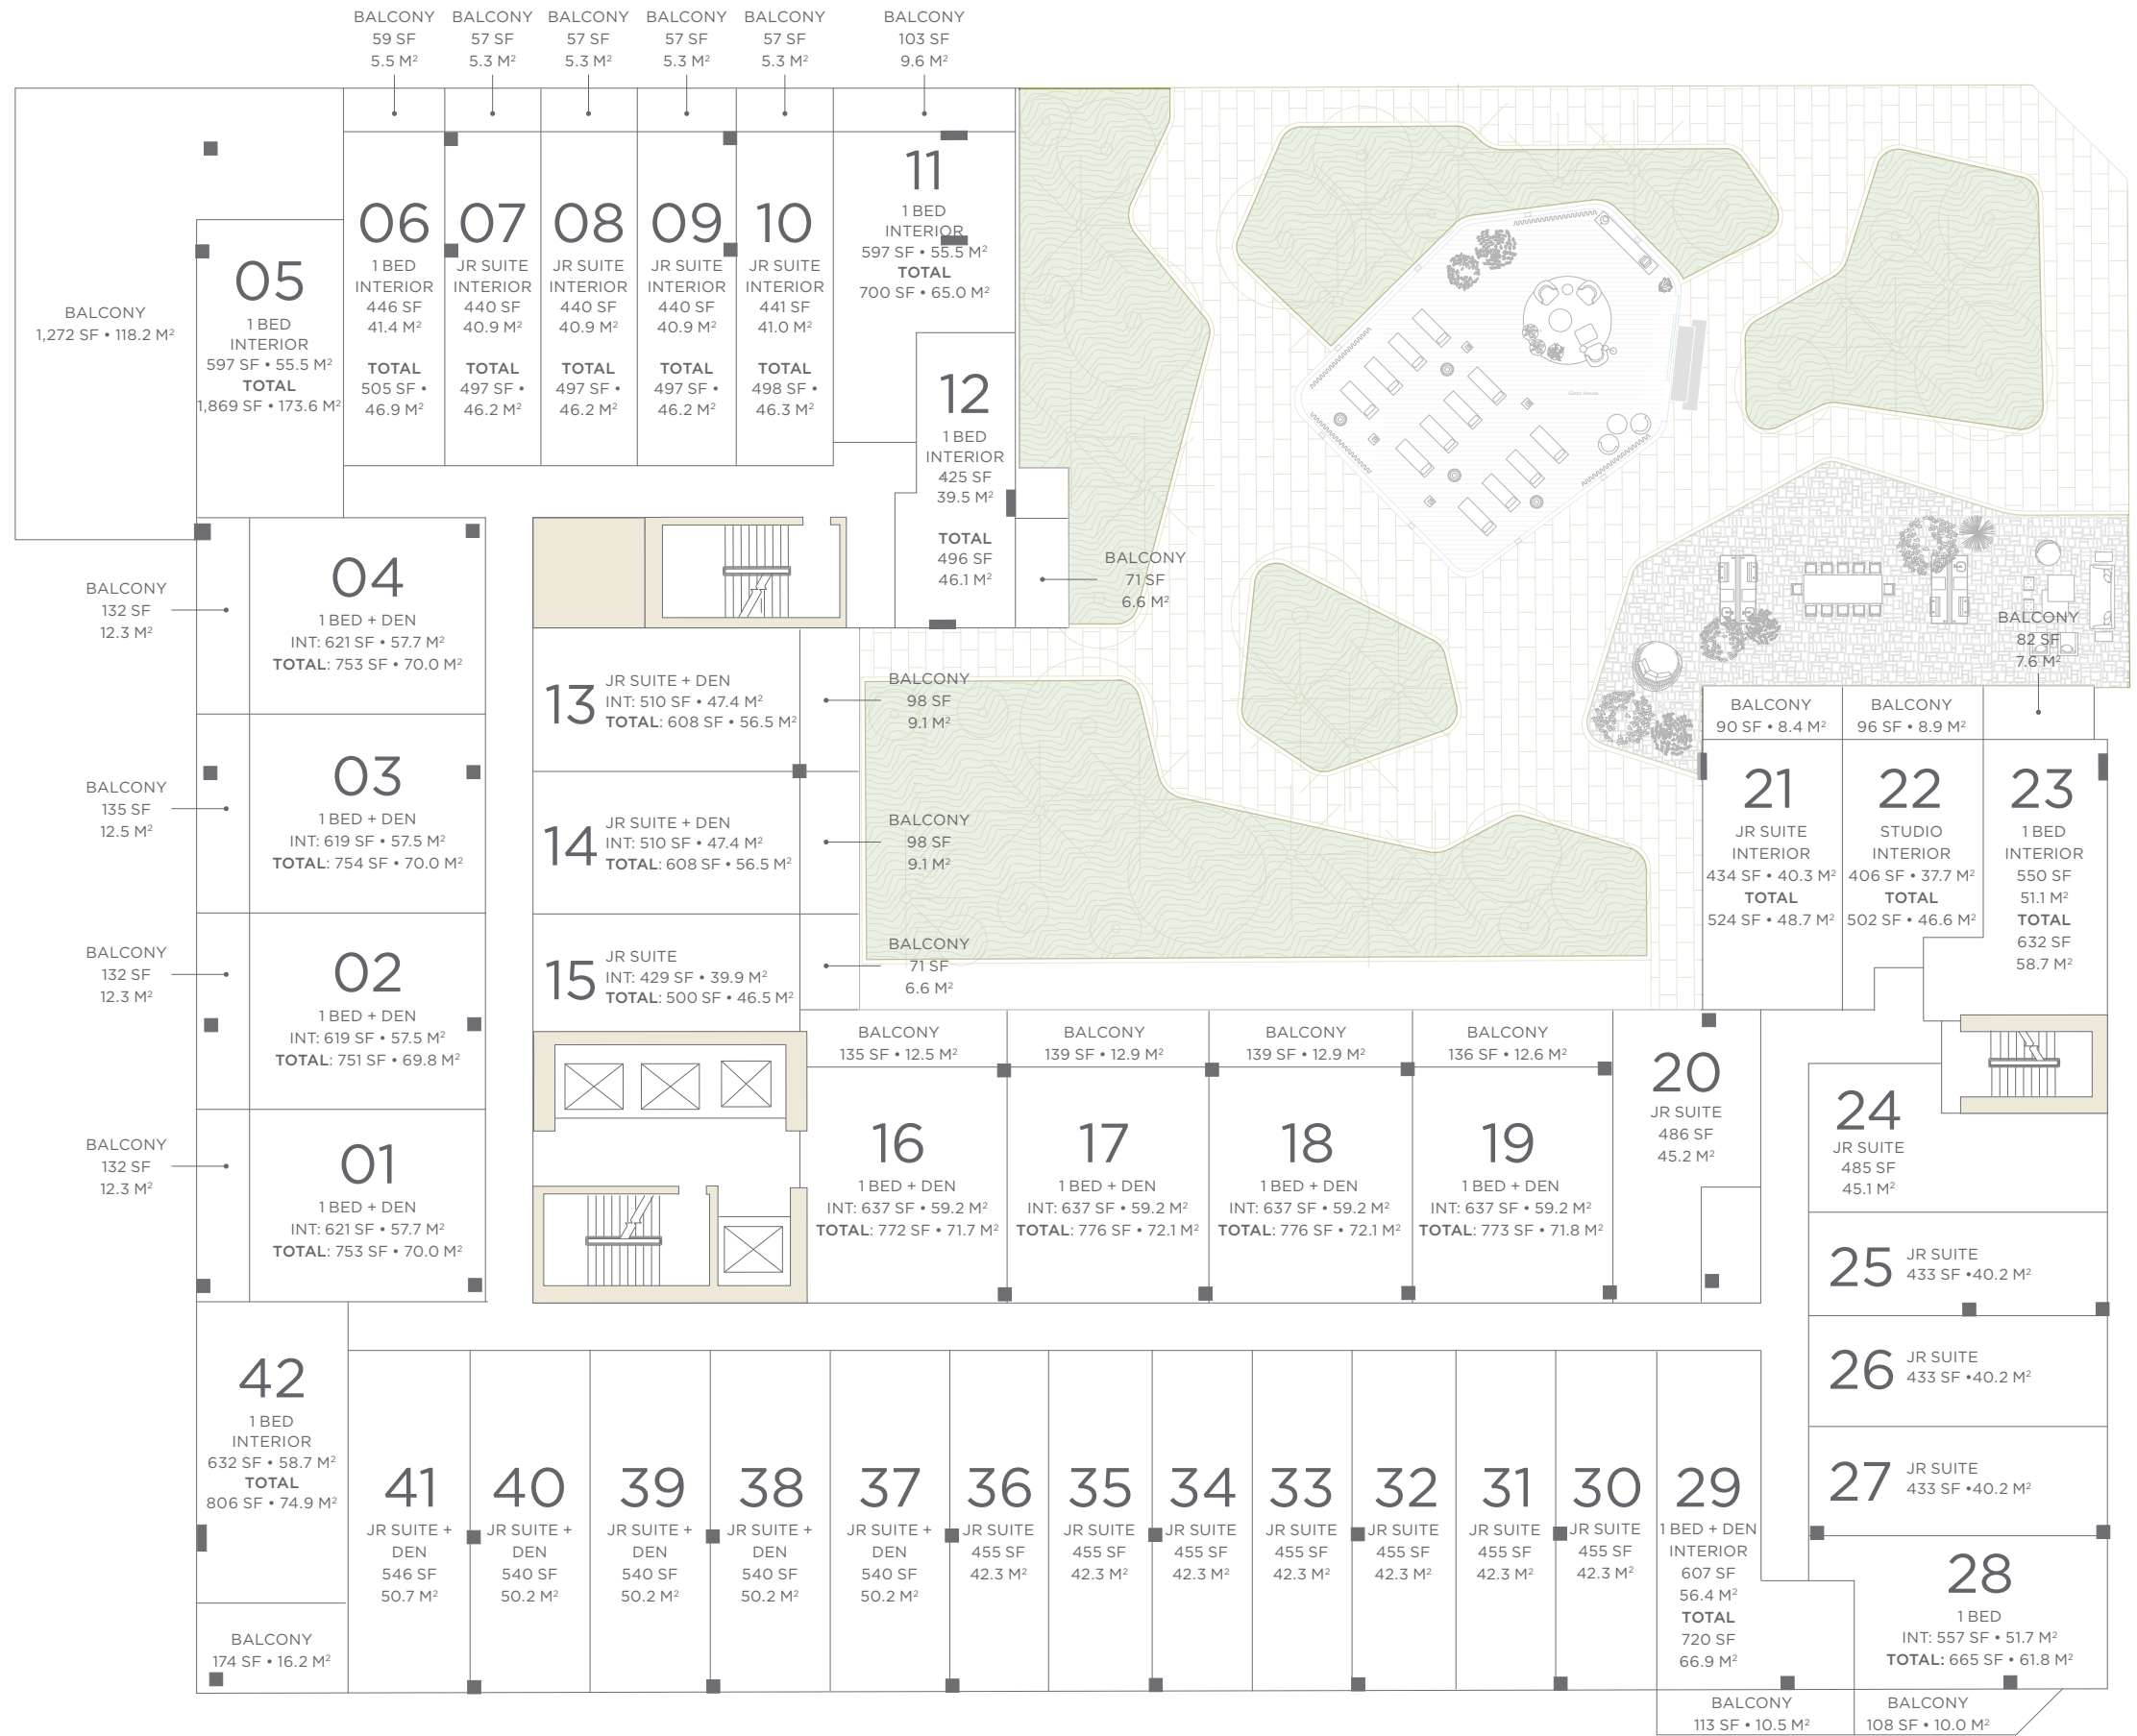 BALCONY
59 SF
5.5 M²
BALCONY
57 SF
5.3 M²
BALCONY
57 SF
5.3 M²
BALCONY
57 SF
5.3 M²
BALCONY
57 SF
5.3 M²
BALCONY
103 SF
9.6 M²
BALCONY
1,272 SF • 118.2 M²
05
1 BED
INTERIOR
597 SF • 55.5 M²
TOTAL
1,869 SF • 173.6 M²
06
1 BED
INTERIOR
446 SF
41.4 M²
TOTAL
505 SF •
46.9 M²
07
JR SUITE
INTERIOR
440 SF
40.9 M²
TOTAL
497 SF •
46.2 M²
08
JR SUITE
INTERIOR
440 SF
40.9 M²
TOTAL
497 SF •
46.2 M²
09
JR SUITE
INTERIOR
440 SF
40.9 M²
TOTAL
497 SF •
46.2 M²
10
JR SUITE
INTERIOR
441 SF
41.0 M²
TOTAL
498 SF •
46.3 M²
11
1 BED
INTERIOR
597 SF • 55.5 M²
TOTAL
700 SF • 65.0 M²
12
1 BED
INTERIOR
425 SF
39.5 M²
TOTAL
496 SF
46.1 M²
BALCONY
71 SF
6.6 M²
Glass House
BALCONY
132 SF
12.3 M²
04
1 BED + DEN
INT: 621 SF • 57.7 M²
TOTAL: 753 SF • 70.0 M²
BALCONY
135 SF
12.5 M²
03
1 BED + DEN
INT: 619 SF • 57.5 M²
TOTAL: 754 SF • 70.0 M²
BALCONY
132 SF
12.3 M²
02
1 BED + DEN
INT: 619 SF • 57.5 M²
TOTAL: 751 SF • 69.8 M²
BALCONY
132 SF
12.3 M²
01
1 BED + DEN
INT: 621 SF • 57.7 M²
TOTAL: 753 SF • 70.0 M²
13
JR SUITE + DEN
INT: 510 SF • 47.4 M²
TOTAL: 608 SF • 56.5 M²
BALCONY
98 SF
9.1 M²
14
JR SUITE + DEN
INT: 510 SF • 47.4 M²
TOTAL: 608 SF • 56.5 M²
BALCONY
98 SF
9.1 M²
15
JR SUITE
INT: 429 SF • 39.9 M²
TOTAL: 500 SF • 46.5 M²
BALCONY
71 SF
6.6 M²
BALCONY
82 SF
7.6 M²
BALCONY
90 SF • 8.4 M²
BALCONY
96 SF • 8.9 M²
21
JR SUITE
INTERIOR
434 SF • 40.3 M²
TOTAL
524 SF • 48.7 M²
22
STUDIO
INTERIOR
406 SF • 37.7 M²
TOTAL
502 SF • 46.6 M²
23
1 BED
INTERIOR
550 SF
51.1 M²
TOTAL
632 SF
58.7 M²
BALCONY
135 SF • 12.5 M²
BALCONY
139 SF • 12.9 M²
BALCONY
139 SF • 12.9 M²
BALCONY
136 SF • 12.6 M²
16
1 BED + DEN
INT: 637 SF • 59.2 M²
TOTAL: 772 SF • 71.7 M²
17
1 BED + DEN
INT: 637 SF • 59.2 M²
TOTAL: 776 SF • 72.1 M²
18
1 BED + DEN
INT: 637 SF • 59.2 M²
TOTAL: 776 SF • 72.1 M²
19
1 BED + DEN
INT: 637 SF • 59.2 M²
TOTAL: 773 SF • 71.8 M²
20
JR SUITE
486 SF
45.2 M²
24
JR SUITE
485 SF
45.1 M²
25
JR SUITE
433 SF •40.2 M²
26
JR SUITE
433 SF •40.2 M²
27
JR SUITE
433 SF •40.2 M²
28
1 BED
INT: 557 SF • 51.7 M²
TOTAL: 665 SF • 61.8 M²
42
1 BED
INTERIOR
632 SF • 58.7 M²
TOTAL
806 SF • 74.9 M²
BALCONY
174 SF • 16.2 M²
41
JR SUITE +
DEN
546 SF
50.7 M²
40
JR SUITE +
DEN
540 SF
50.2 M²
39
JR SUITE +
DEN
540 SF
50.2 M²
38
JR SUITE +
DEN
540 SF
50.2 M²
37
JR SUITE +
DEN
540 SF
50.2 M²
36
JR SUITE
455 SF
42.3 M²
35
JR SUITE
455 SF
42.3 M²
34
JR SUITE
455 SF
42.3 M²
33
JR SUITE
455 SF
42.3 M²
32
JR SUITE
455 SF
42.3 M²
31
JR SUITE
455 SF
42.3 M²
30
JR SUITE
455 SF
42.3 M²
29
1 BED + DEN
INTERIOR
607 SF
56.4 M²
TOTAL
720 SF
66.9 M²
BALCONY
113 SF • 10.5 M²
BALCONY
108 SF • 10.0 M²